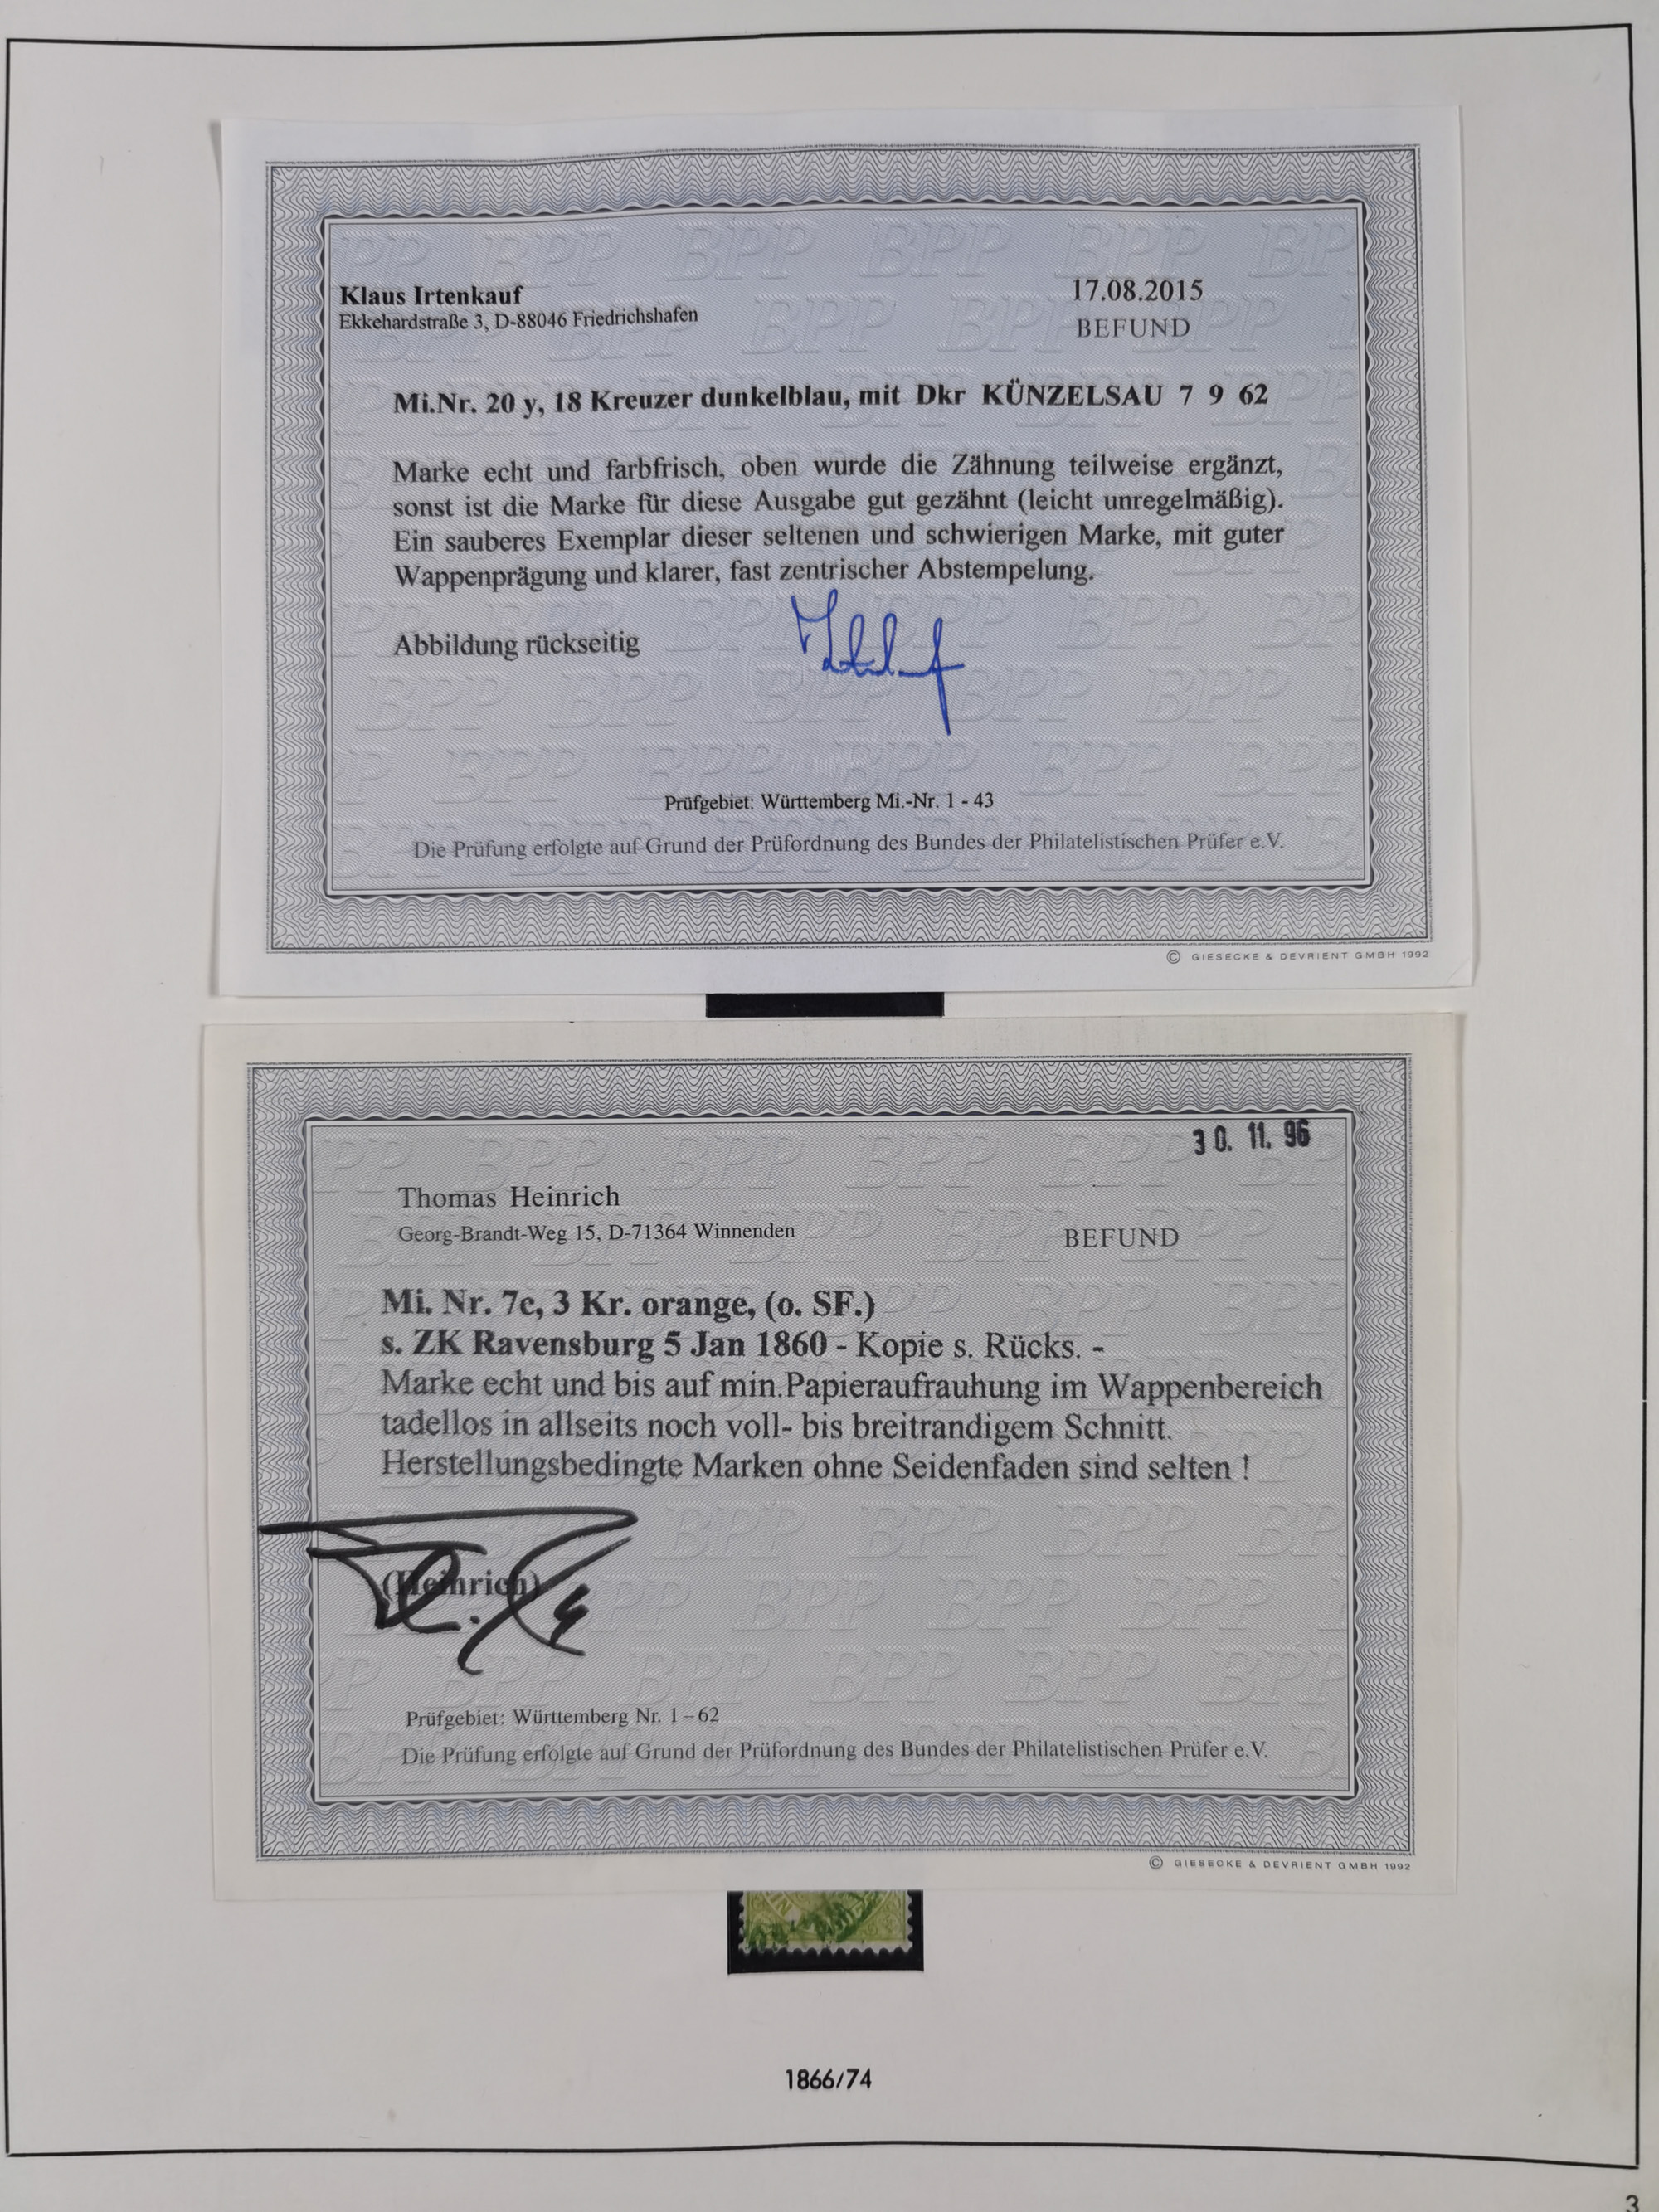 Klaus Irtenkauf
Ekkehardstraße 3, D-88046 Friedrichshafen
17.08.2015
BEFUND
Mi.Nr. 20 y, 18 Kreuzer dunkelblau, mit Dkr KÜNZELSAU 7 9 62
Marke echt und farbfrisch, oben wurde die Zähnung teilweise ergänzt,
sonst ist die Marke für diese Ausgabe gut gezähnt (leicht unregelmäßig).
Ein sauberes Exemplar dieser seltenen und schwierigen Marke, mit guter
Wappenprägung und klarer, fast zentrischer Abstempelung.
Abbildung rückseitig
Prüfgebiet: Württemberg Mi.-Nr. 1 - 43
Die Prüfung erfolgte auf Grund der Prüfordnung des Bundes der Philatelistischen Prüfer e.V.
© GIESECKE & DEVRIENT GMBH 1992
30. 11. 96
Thomas Heinrich
Georg-Brandt-Weg 15, D-71364 Winnenden
BEFUND
Mi. Nr. 7c, 3 Kr. orange, (o. SF.)
s. ZK Ravensburg 5 Jan 1860 - Kopie s. Rücks. -
Marke echt und bis auf min.Papieraufrauhung im Wappenbereich
tadellos in allseits noch voll- bis breitrandigem Schnitt.
Herstellungsbedingte Marken ohne Seidenfaden sind selten !
(Heinrich)
Prüfgebiet: Württemberg Nr. 1–62
Die Prüfung erfolgte auf Grund der Prüfordnung des Bundes der Philatelistischen Prüfer e.V.
© GIESECKE & DEVRIENT GMBH 1992
1866/74
3